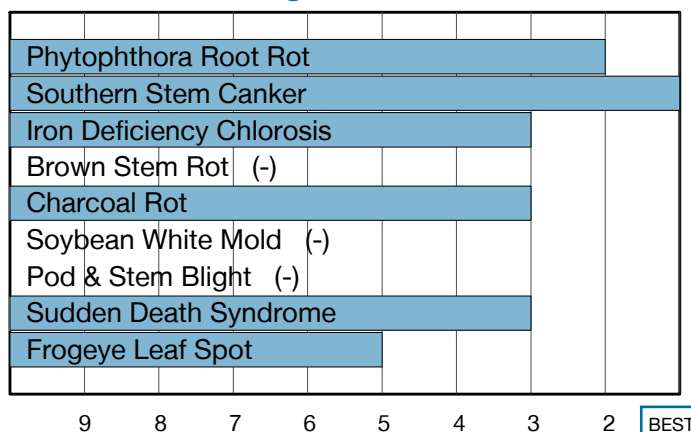 Phytophthora Root Rot
Southern Stem Canker
Iron Deficiency Chlorosis
Brown Stem Rot (-)
Charcoal Rot
Soybean White Mold (-)
Pod & Stem Blight (-)
Sudden Death Syndrome
Frogeye Leaf Spot
9 8 7 6 5 4 3 2 BEST